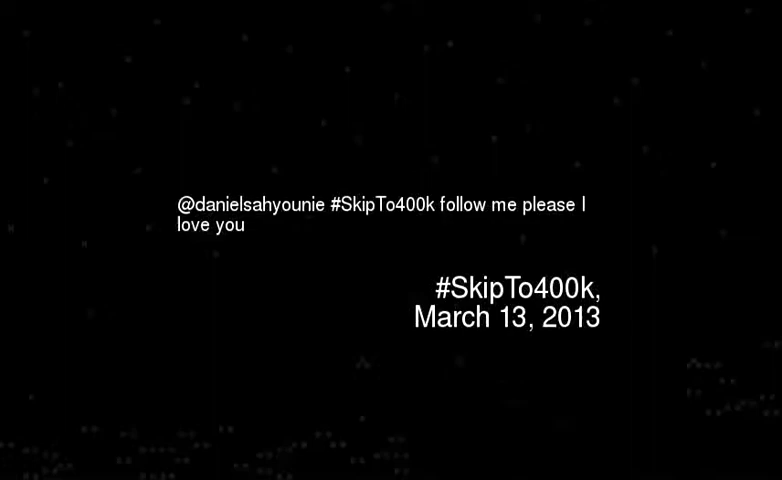 @danielsahyounie #SkipTo400k follow me please I
love you
#SkipTo400k,
March 13, 2013